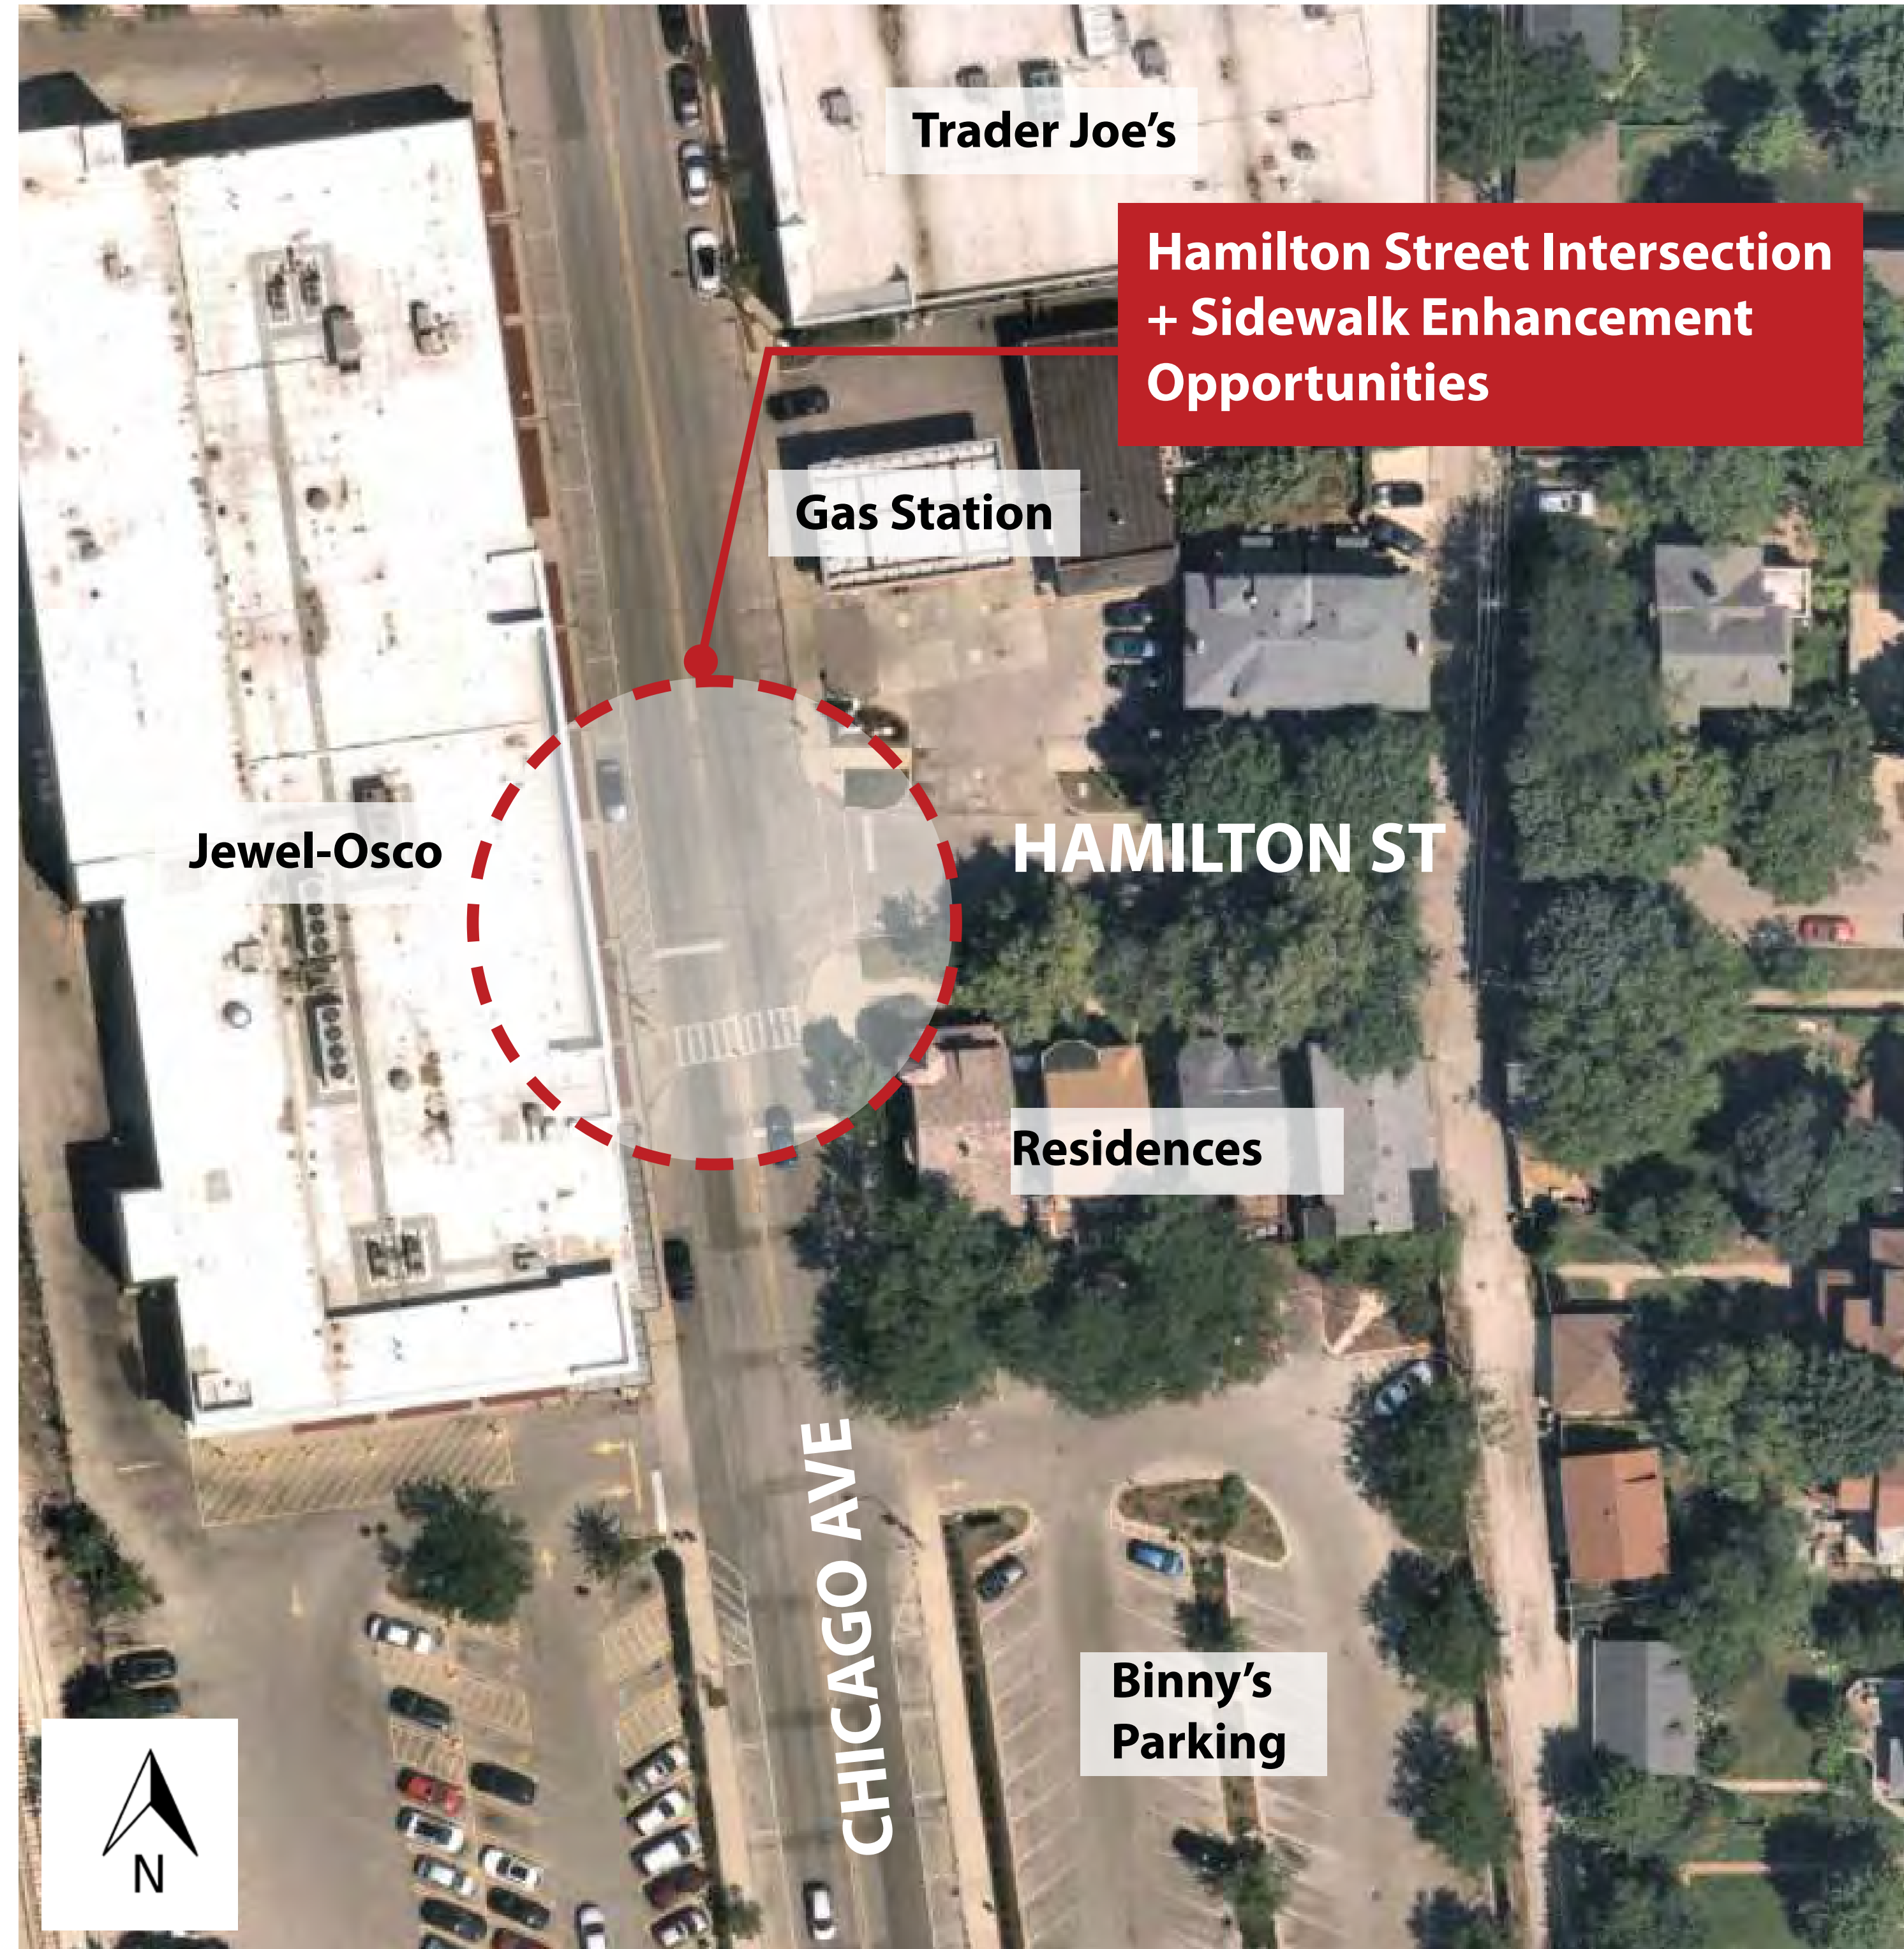 Trader Joe’s
Hamilton Street Intersection
+ Sidewalk Enhancement
Opportunities
Gas Station
Jewel-Osco
HAMILTON ST
Residences
CHICAGO AVE
Binny’s
Parking
N